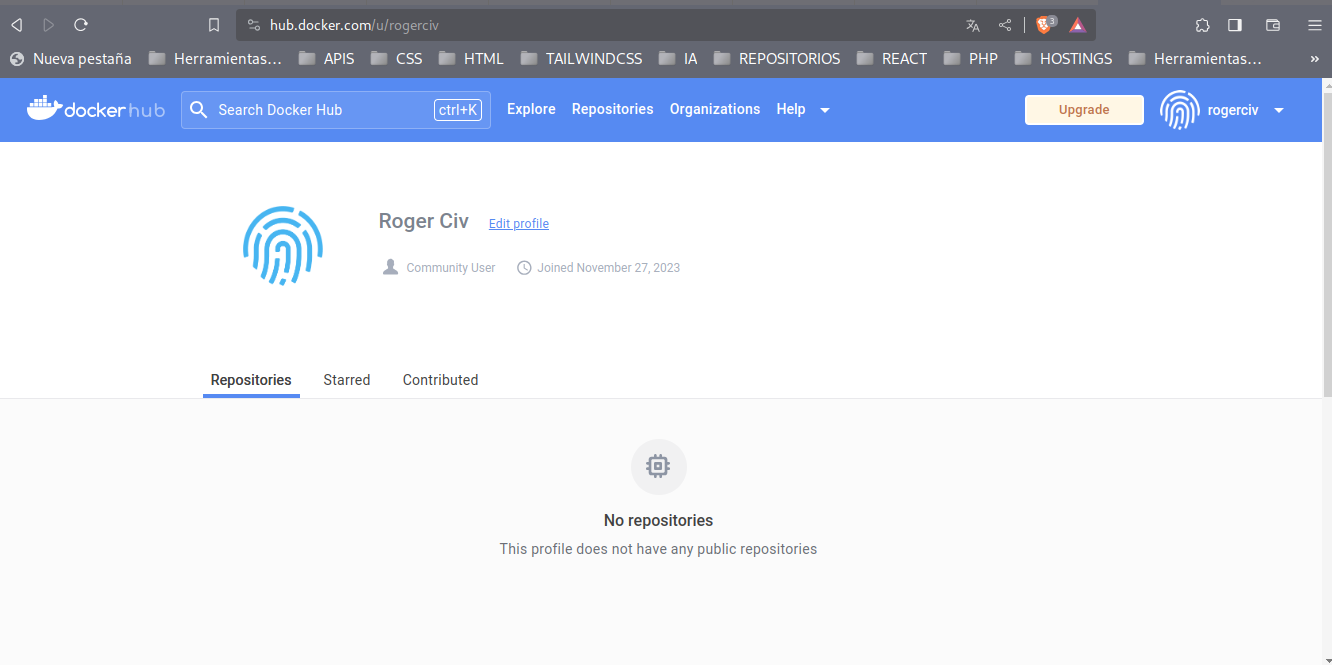 hub.docker.com/u/rogerciv 3
Nueva pestaña Herramientas... APIS CSS HTML TAILWINDCSS IA REPOSITORIOS REACT PHP HOSTINGS Herramientas... »
docker hub Search Docker Hub ctrl+K Explore Repositories Organizations Help Upgrade rogerciv
Roger Civ Edit profile
Community User Joined November 27, 2023
Repositories Starred Contributed
No repositories
This profile does not have any public repositories